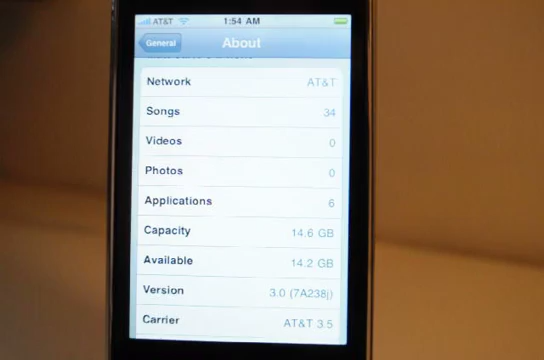 AT&T 1:54 AM
General About
Network AT&T
Songs 34
Videos 0
Photos 0
Applications 6
Capacity 14.6 GB
Available 14.2 GB
Version 3.0 (7A238j)
Carrier AT&T 3.5